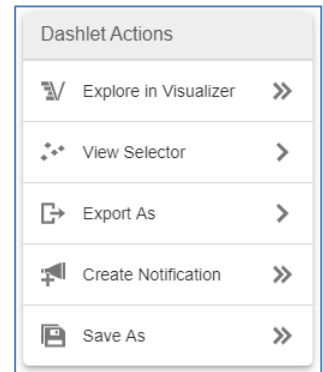 Dashlet Actions
Explore in Visualizer
View Selector
Export As
Create Notification
Save As